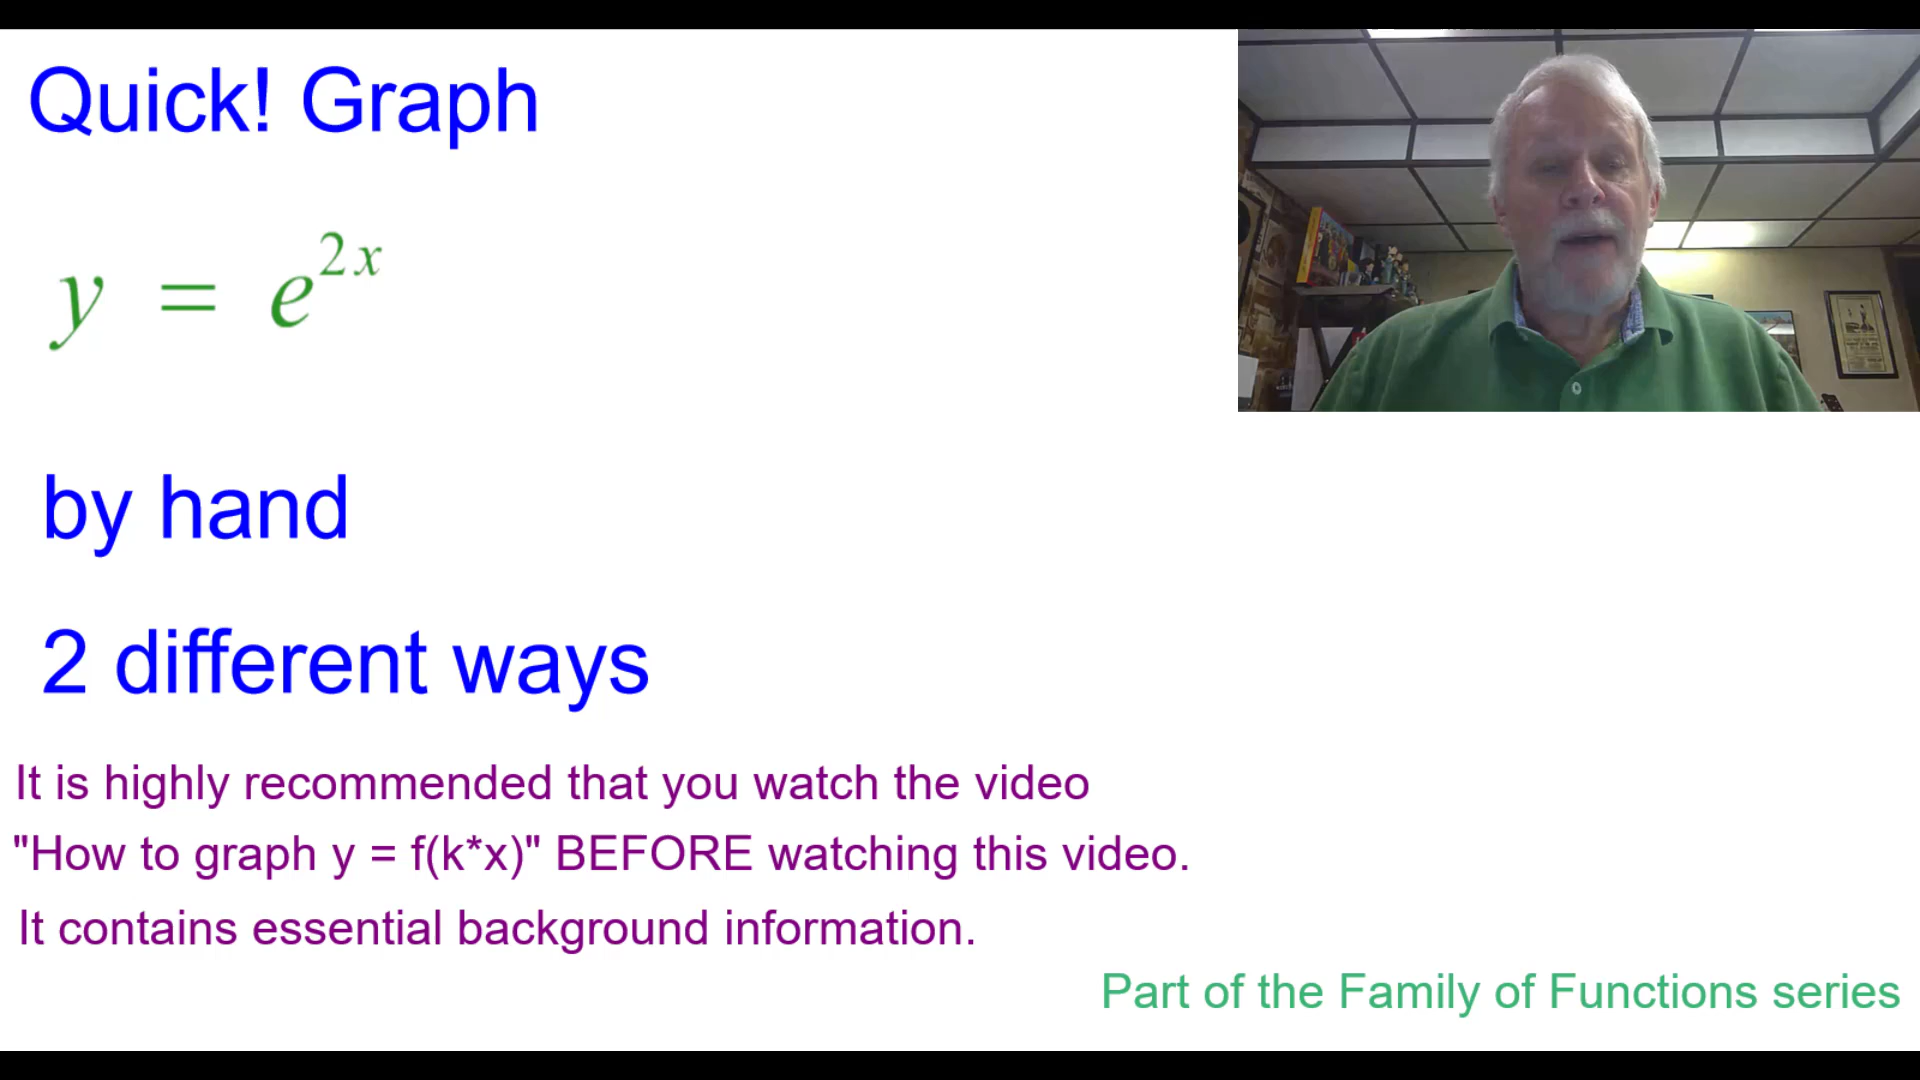 Quick! Graph
y = e^{2x}
by hand
2 different ways
It is highly recommended that you watch the video
"How to graph y = f(k*x)" BEFORE watching this video.
It contains essential background information.
Part of the Family of Functions series